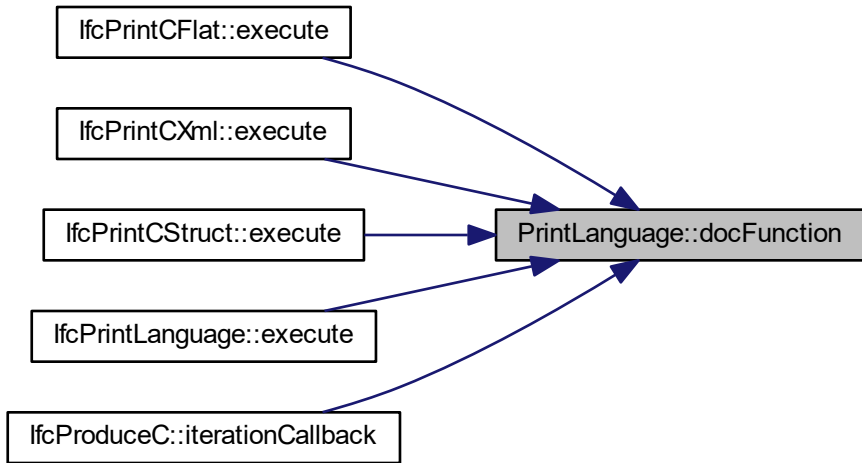 IfcPrintCFlat::execute
IfcPrintCXml::execute
IfcPrintCStruct::execute
PrintLanguage::docFunction
IfcPrintLanguage::execute
IfcProduceC::iterationCallback